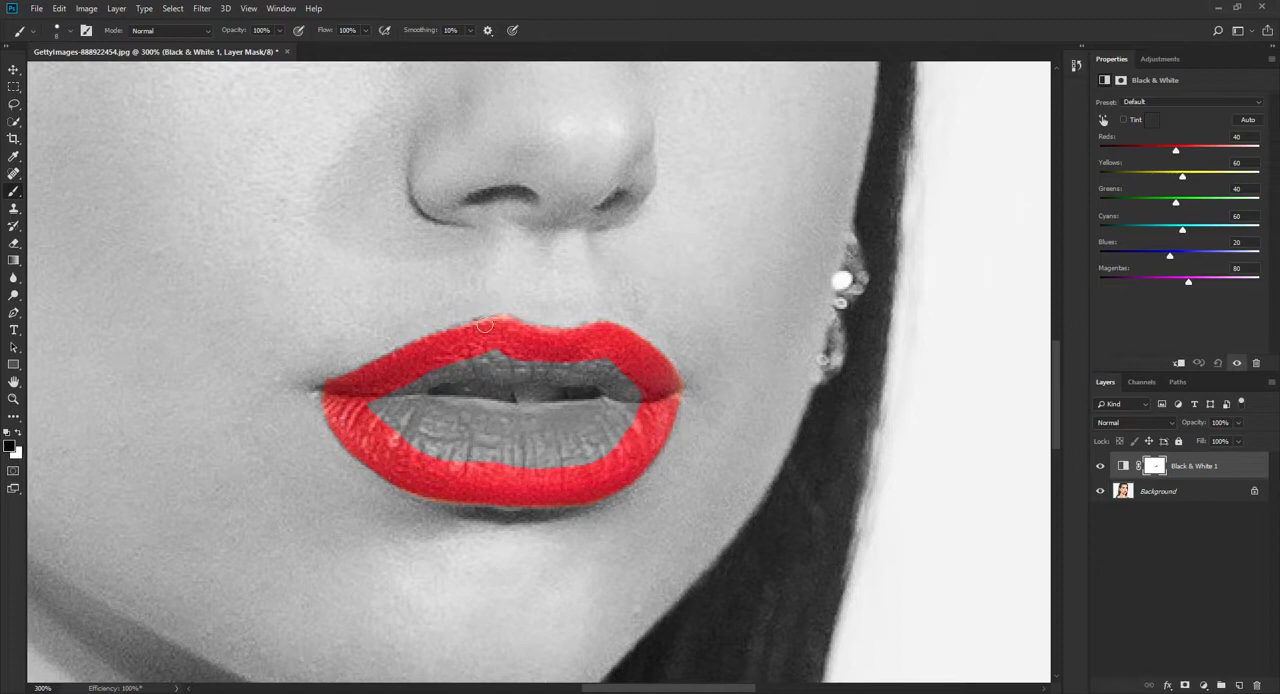 Ps File Edit Image Layer Type Select Filter 3D View Window Help
8 Mode: Normal Opacity: 100% Flow: 100% Smoothing: 10%
GettyImages-888922454.jpg @ 300% (Black & White 1, Layer Mask/8) * ×
Properties Adjustments
Black & White
Preset: Default
Tint Auto
Reds: 40
Yellows: 60
Greens: 40
Cyans: 60
Blues: 20
Magentas: 80
Layers Channels Paths
Kind
Normal Opacity: 100%
Lock: Fill: 100%
Black & White 1
Background
300% Efficiency: 100%*